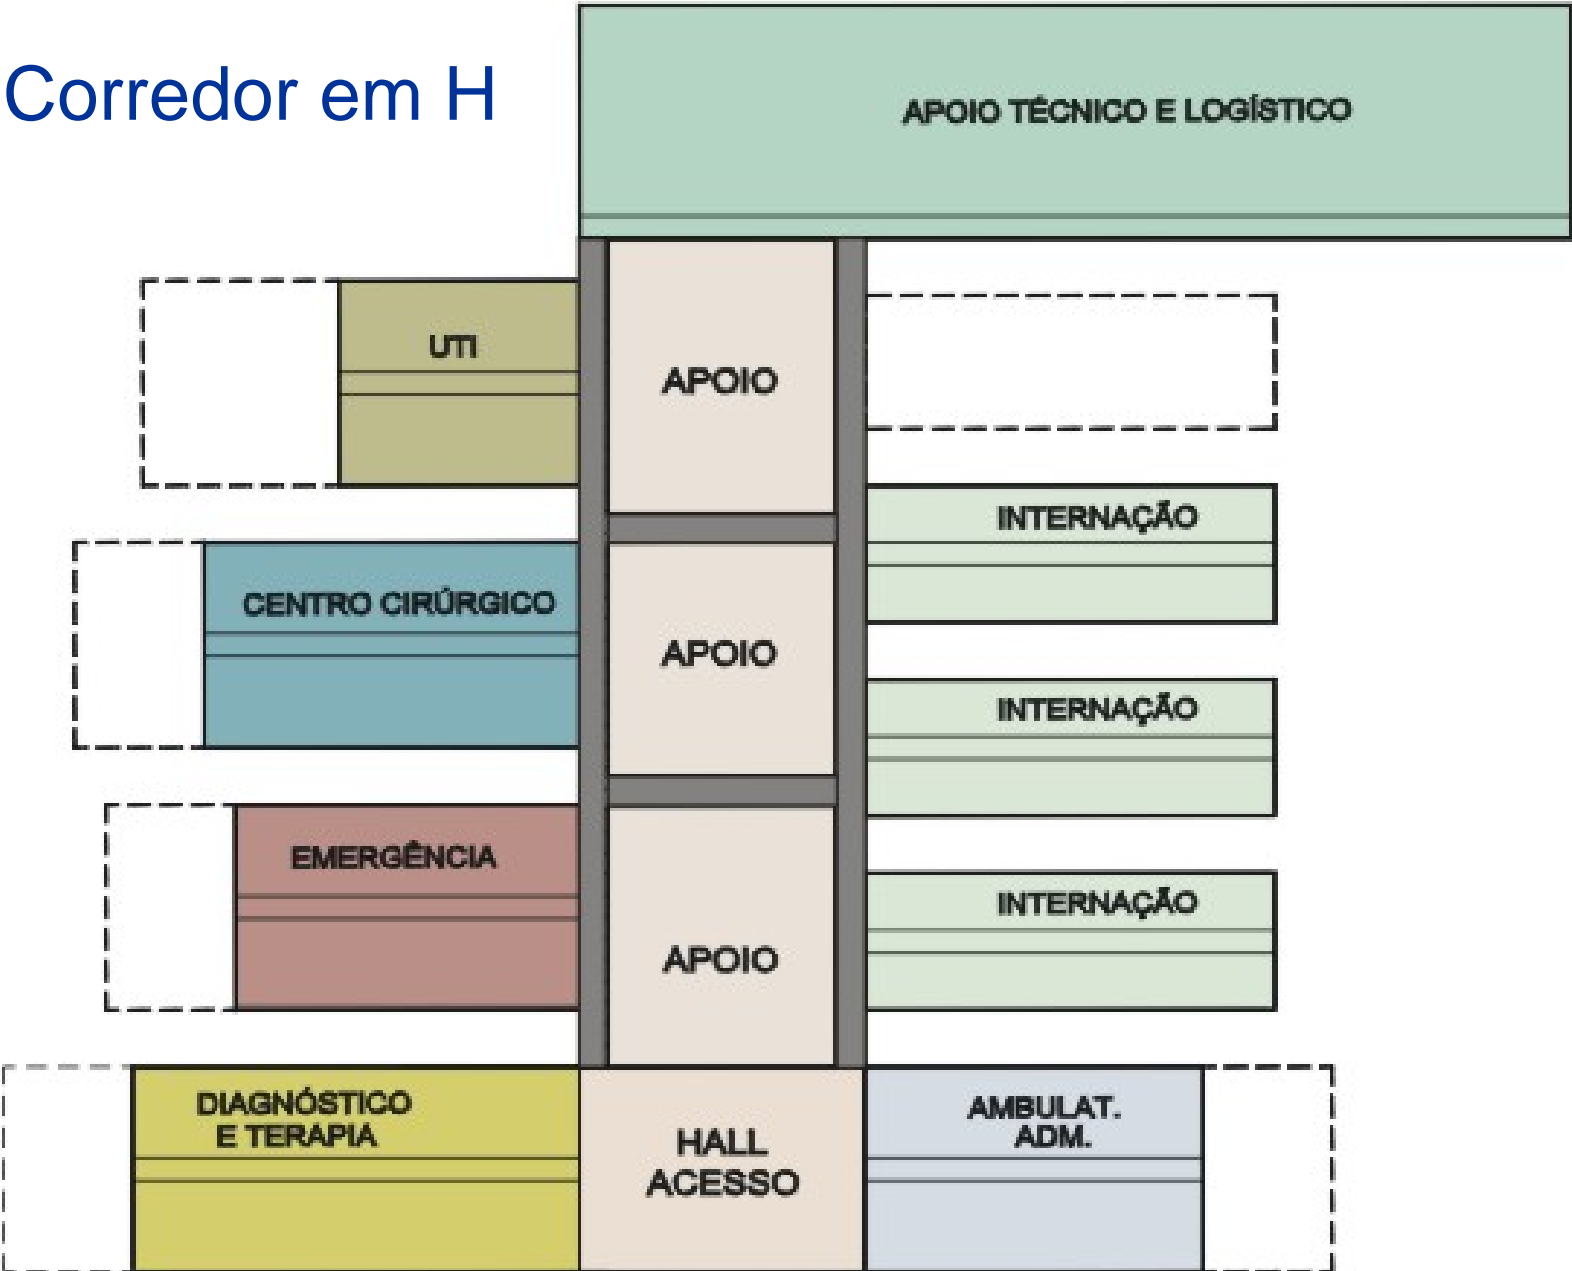 Corredor em H
APOIO TÉCNICO E LOGÍSTICO
UTI
APOIO
INTERNAÇÃO
CENTRO CIRÚRGICO
APOIO
INTERNAÇÃO
EMERGÊNCIA
INTERNAÇÃO
APOIO
DIAGNÓSTICO
E TERAPIA
HALL
ACESSO
AMBULAT.
ADM.